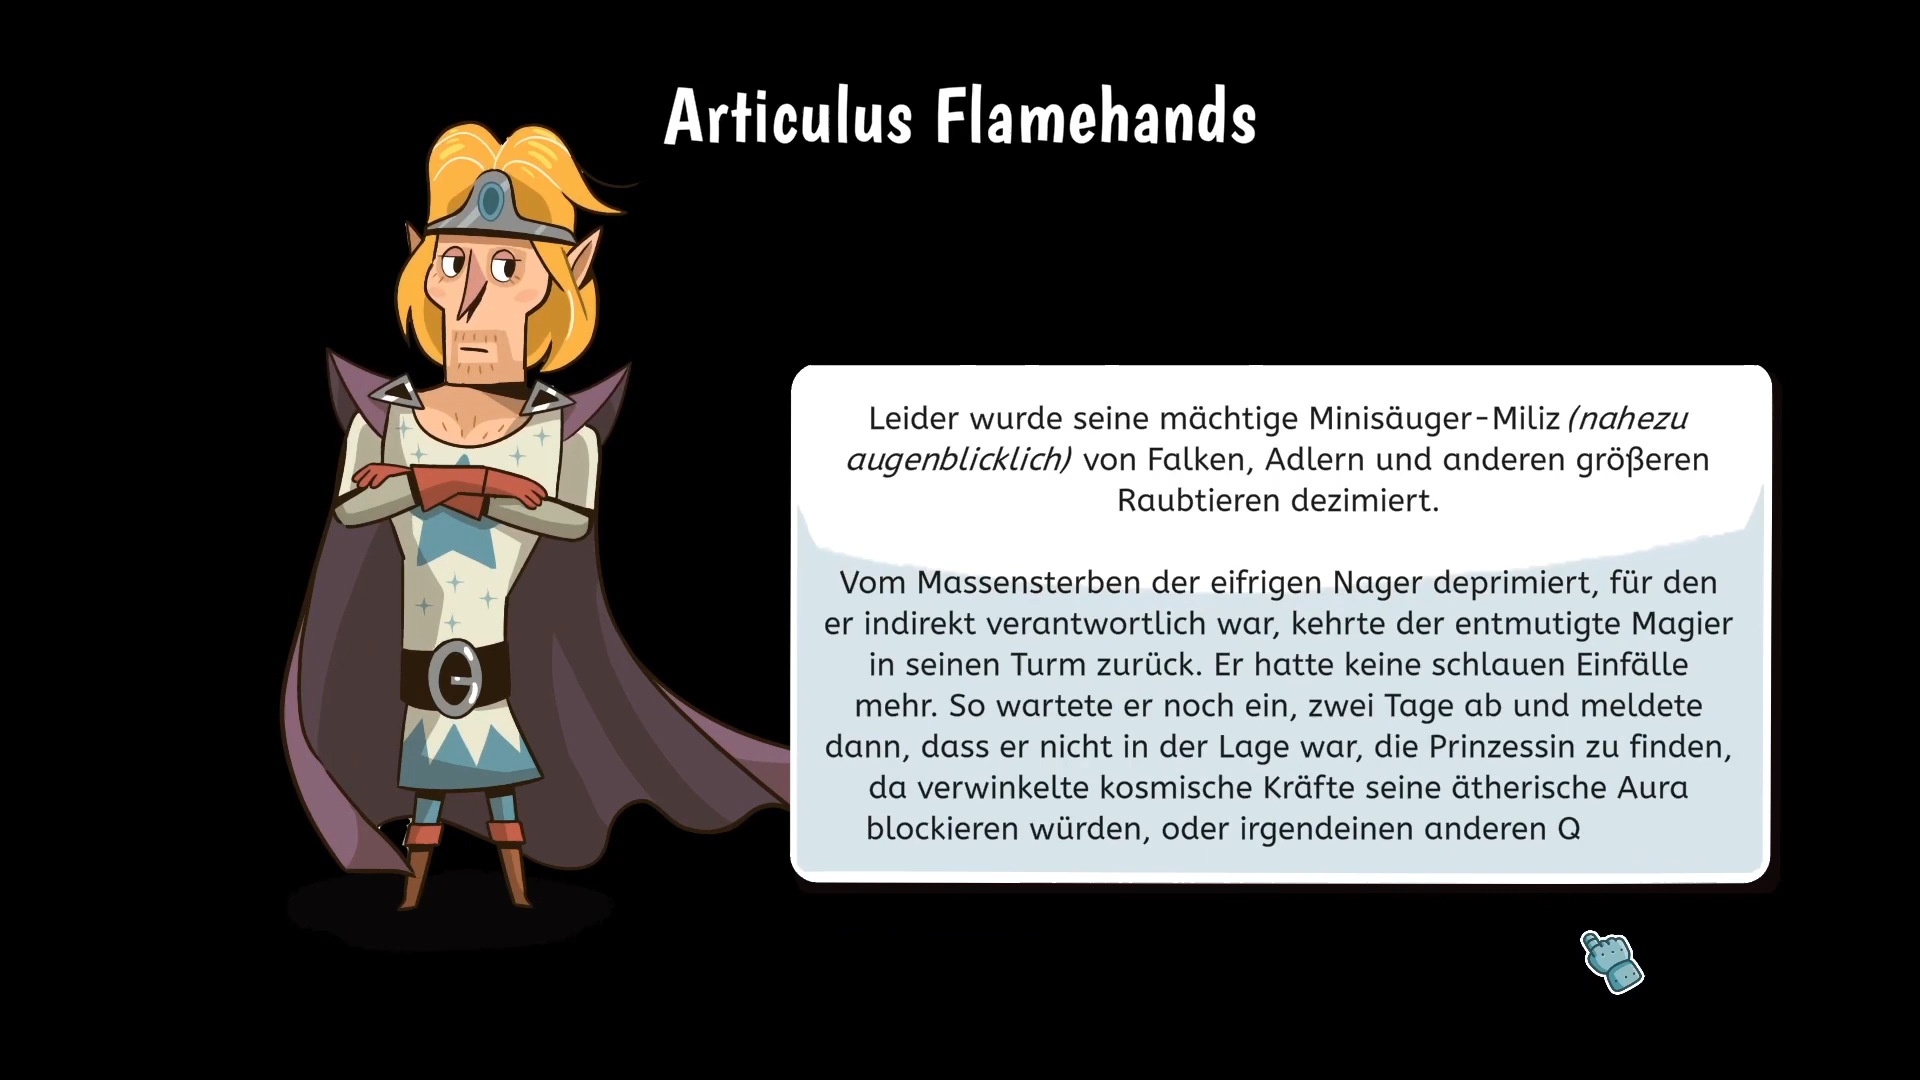 Articulus Flamehands
Leider wurde seine mächtige Minisäuger-Miliz (nahezu
augenblicklich) von Falken, Adlern und anderen größeren
Raubtieren dezimiert.
Vom Massensterben der eifrigen Nager deprimiert, für den
er indirekt verantwortlich war, kehrte der entmutigte Magier
in seinen Turm zurück. Er hatte keine schlauen Einfälle
mehr. So wartete er noch ein, zwei Tage ab und meldete
dann, dass er nicht in der Lage war, die Prinzessin zu finden,
da verwinkelte kosmische Kräfte seine ätherische Aura
blockieren würden, oder irgendeinen anderen Q